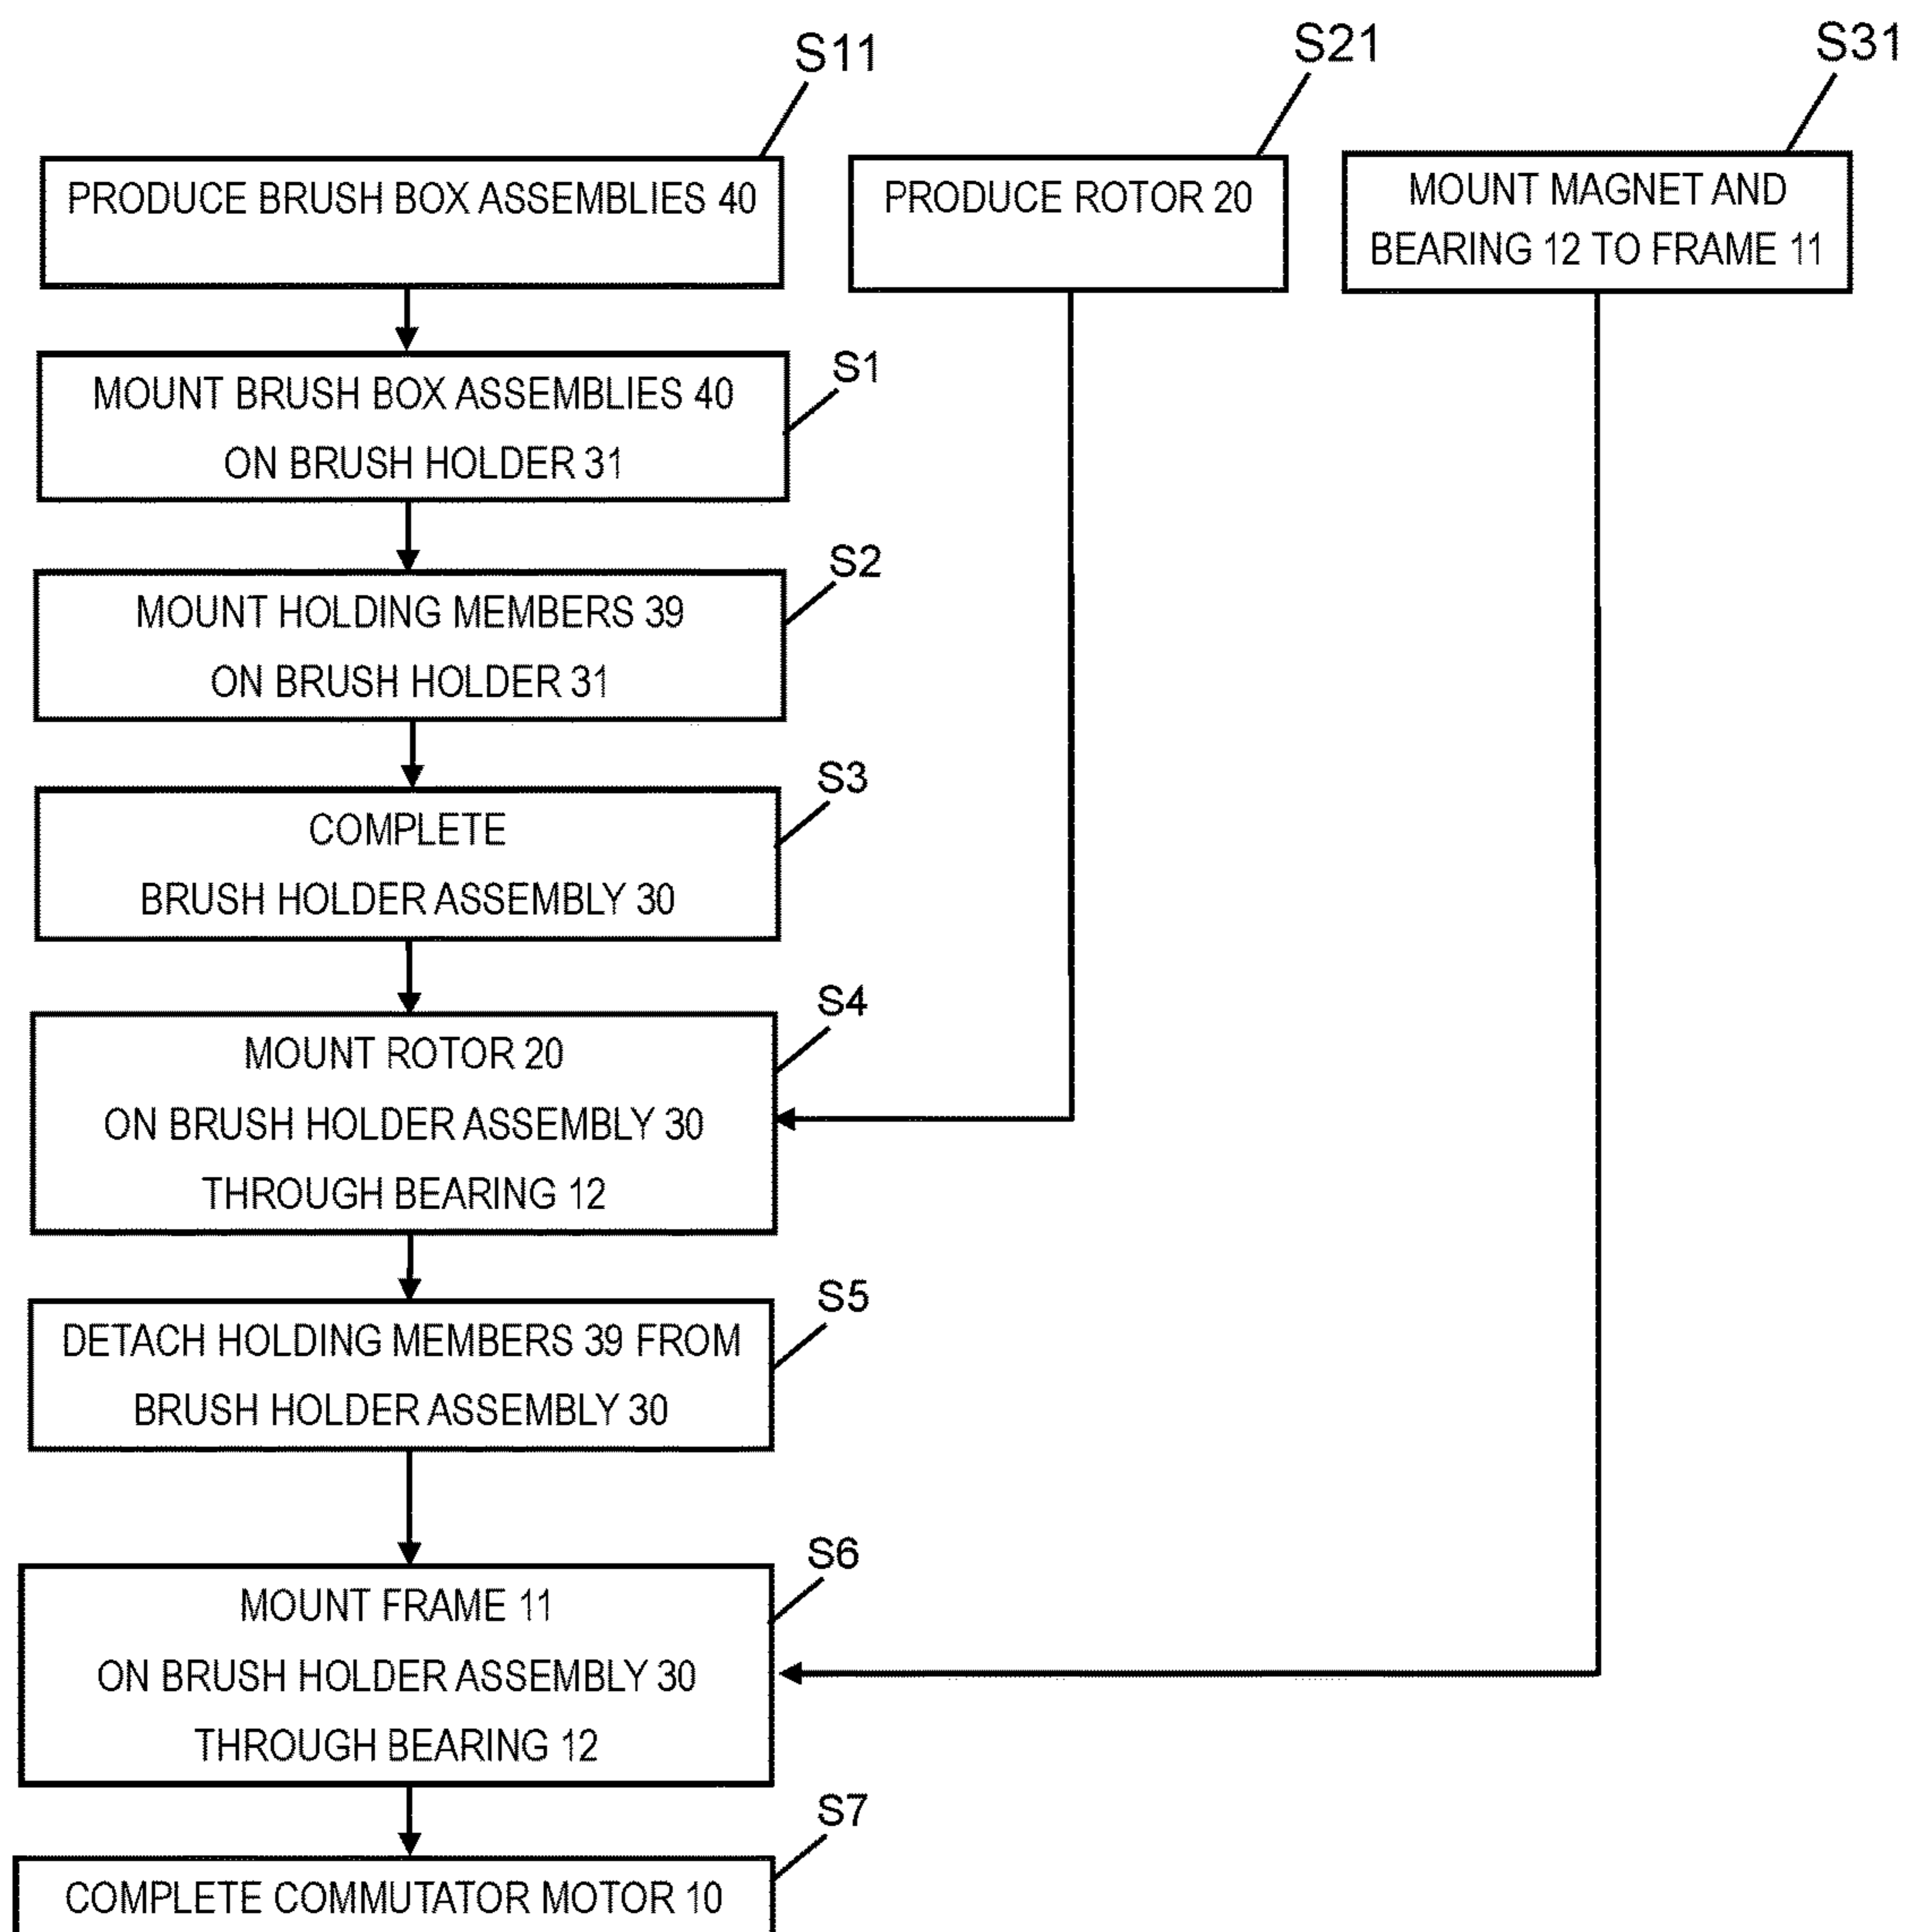 S11
S21
S31
PRODUCE BRUSH BOX ASSEMBLIES 40
PRODUCE ROTOR 20
MOUNT MAGNET AND
BEARING 12 TO FRAME 11
S1
MOUNT BRUSH BOX ASSEMBLIES 40
ON BRUSH HOLDER 31
S2
MOUNT HOLDING MEMBERS 39
ON BRUSH HOLDER 31
S3
COMPLETE
BRUSH HOLDER ASSEMBLY 30
S4
MOUNT ROTOR 20
ON BRUSH HOLDER ASSEMBLY 30
THROUGH BEARING 12
S5
DETACH HOLDING MEMBERS 39 FROM
BRUSH HOLDER ASSEMBLY 30
S6
MOUNT FRAME 11
ON BRUSH HOLDER ASSEMBLY 30
THROUGH BEARING 12
S7
COMPLETE COMMUTATOR MOTOR 10